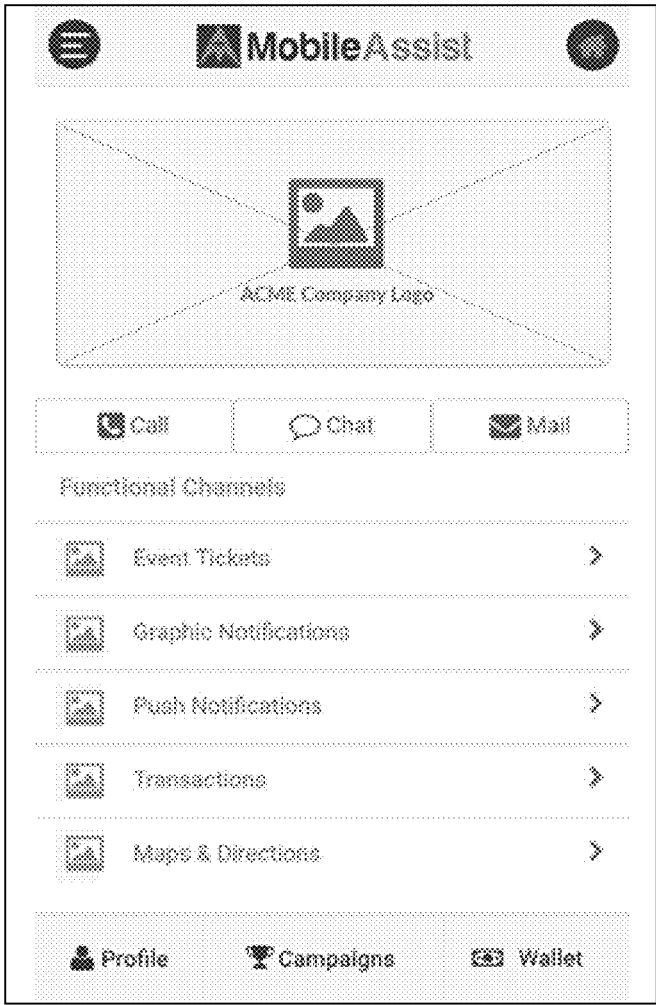 MobileAssist
ACME Company Logo
Call Chat Mail
Functional Channels
Event Tickets
Graphic Notifications
Push Notifications
Transactions
Maps & Directions
Profile Campaigns Wallet